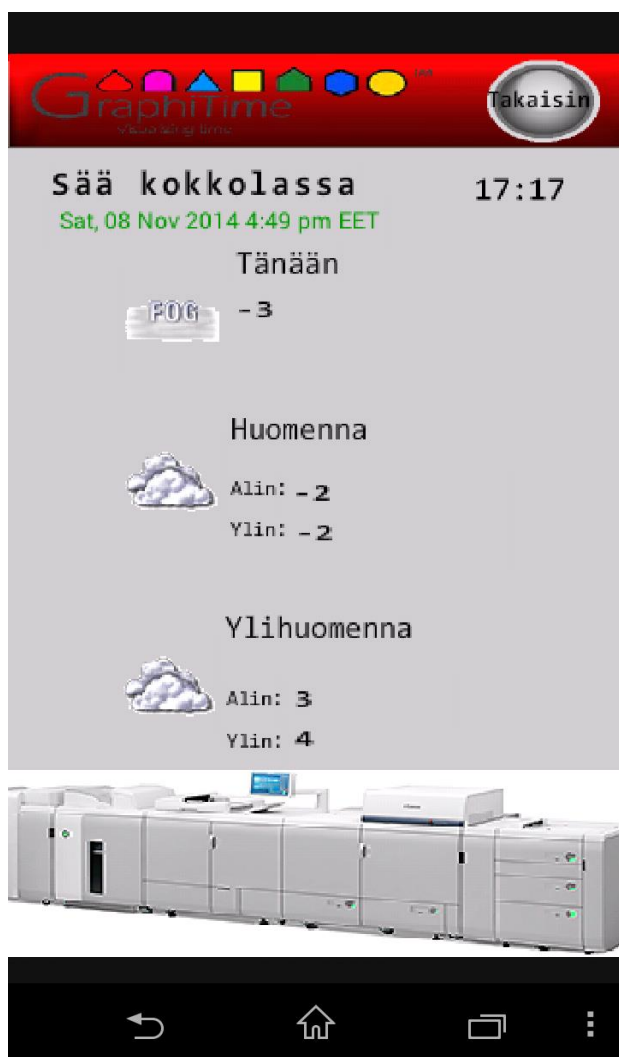 GraphiTime
Visualising time
Takaisin
Sää kokkolassa
17:17
Sat, 08 Nov 2014 4:49 pm EET
Tänään
FOG
-3
Huomenna
Alin: -2
Ylin: -2
Ylihuomenna
Alin: 3
Ylin: 4